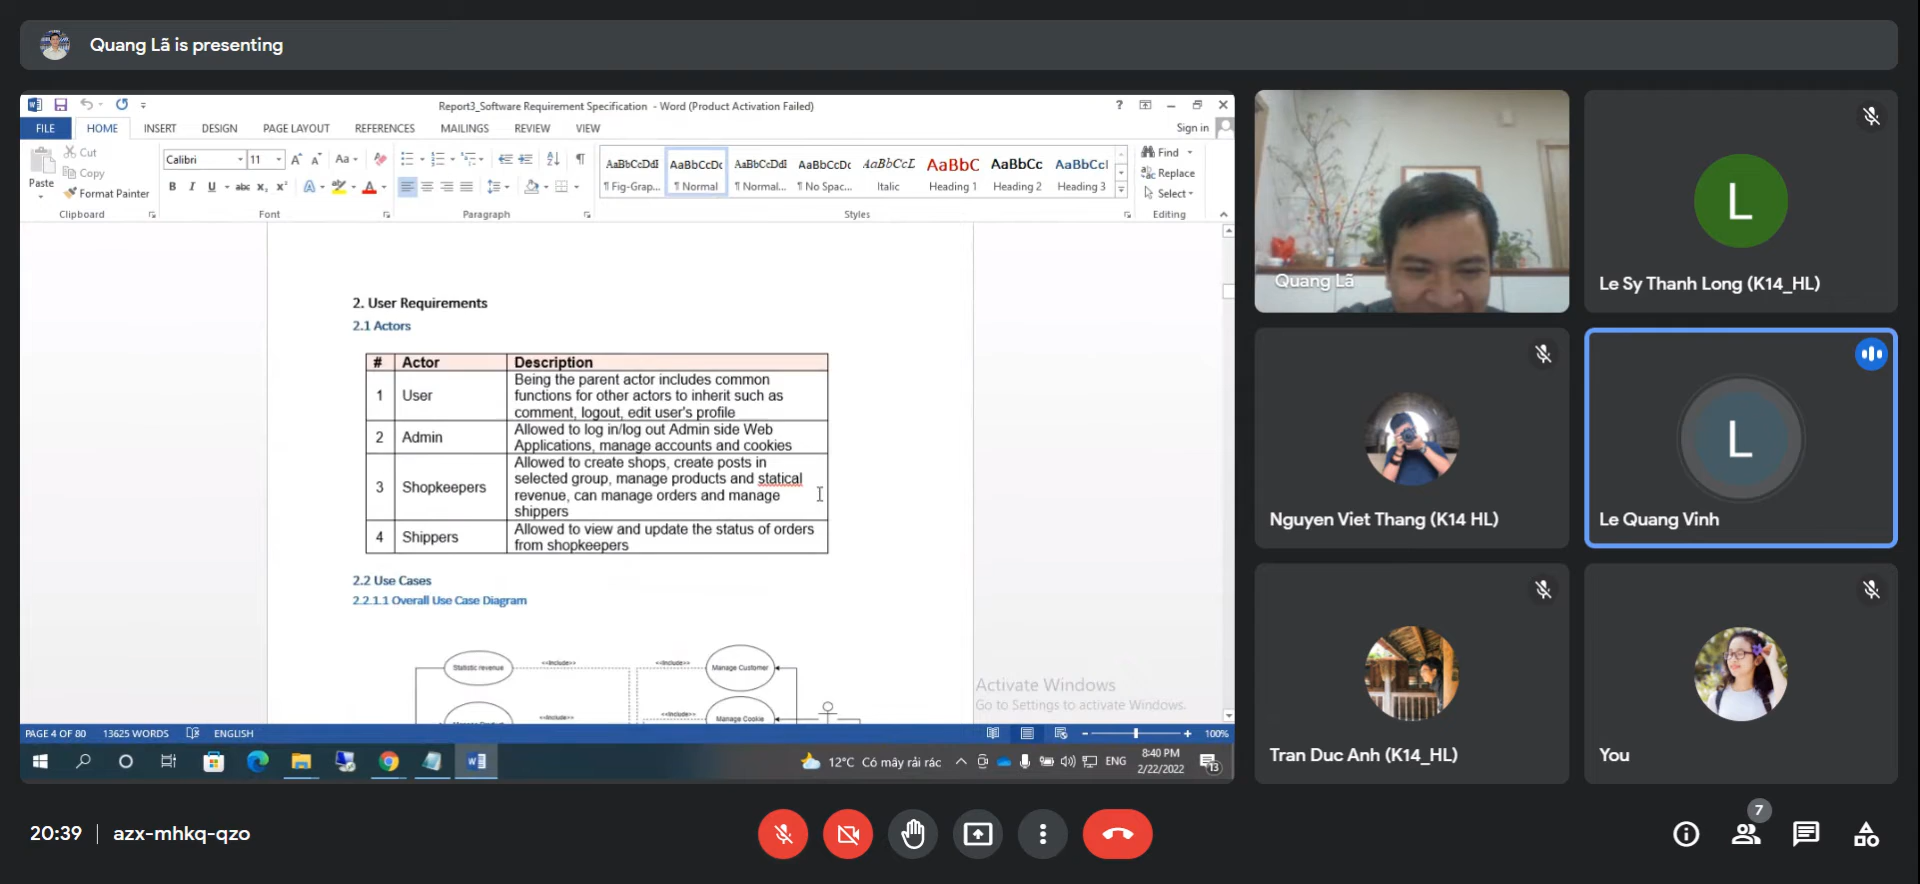 Quang Lã is presenting
Report3_Software Requirement Specification - Word (Product Activation Failed)
FILE HOME INSERT DESIGN PAGE LAYOUT REFERENCES MAILINGS REVIEW VIEW Sign in
Cut
Copy
Format Painter
Paste
Clipboard
Calibri 11
Font
Paragraph
AaBbCcDdI AaBbCcDc AaBbCcDdI AaBbCcDc AaBbCcL AaBbC AaBbCc AaBbCcI
¶ Fig-Grap... ¶ Normal ¶ Normal... ¶ No Spac... Italic Heading 1 Heading 2 Heading 3
Styles
Find
Replace
Select
Editing
2. User Requirements
2.1 Actors
# Actor Description
1 User Being the parent actor includes common
functions for other actors to inherit such as
comment, logout, edit user's profile
2 Admin Allowed to log in/log out Admin side Web
Applications, manage accounts and cookies
3 Shopkeepers Allowed to create shops, create posts in
selected group, manage products and statical
revenue, can manage orders and manage
shippers
4 Shippers Allowed to view and update the status of orders
from shopkeepers
2.2 Use Cases
2.2.1.1 Overall Use Case Diagram
Statistic revenue <<Include>> <<Include>> Manage Customer
<<Include>> <<Include>> Manage Cookie
Activate Windows
Go to Settings to activate Windows.
PAGE 4 OF 80 13625 WORDS ENGLISH 100%
12°C Có mây rải rác ENG
8:40 PM
2/22/2022
13
Quang Lã
L
Le Sy Thanh Long (K14_HL)
Nguyen Viet Thang (K14 HL)
L
Le Quang Vinh
Tran Duc Anh (K14_HL)
You
20:39 | azx-mhkq-qzo
7